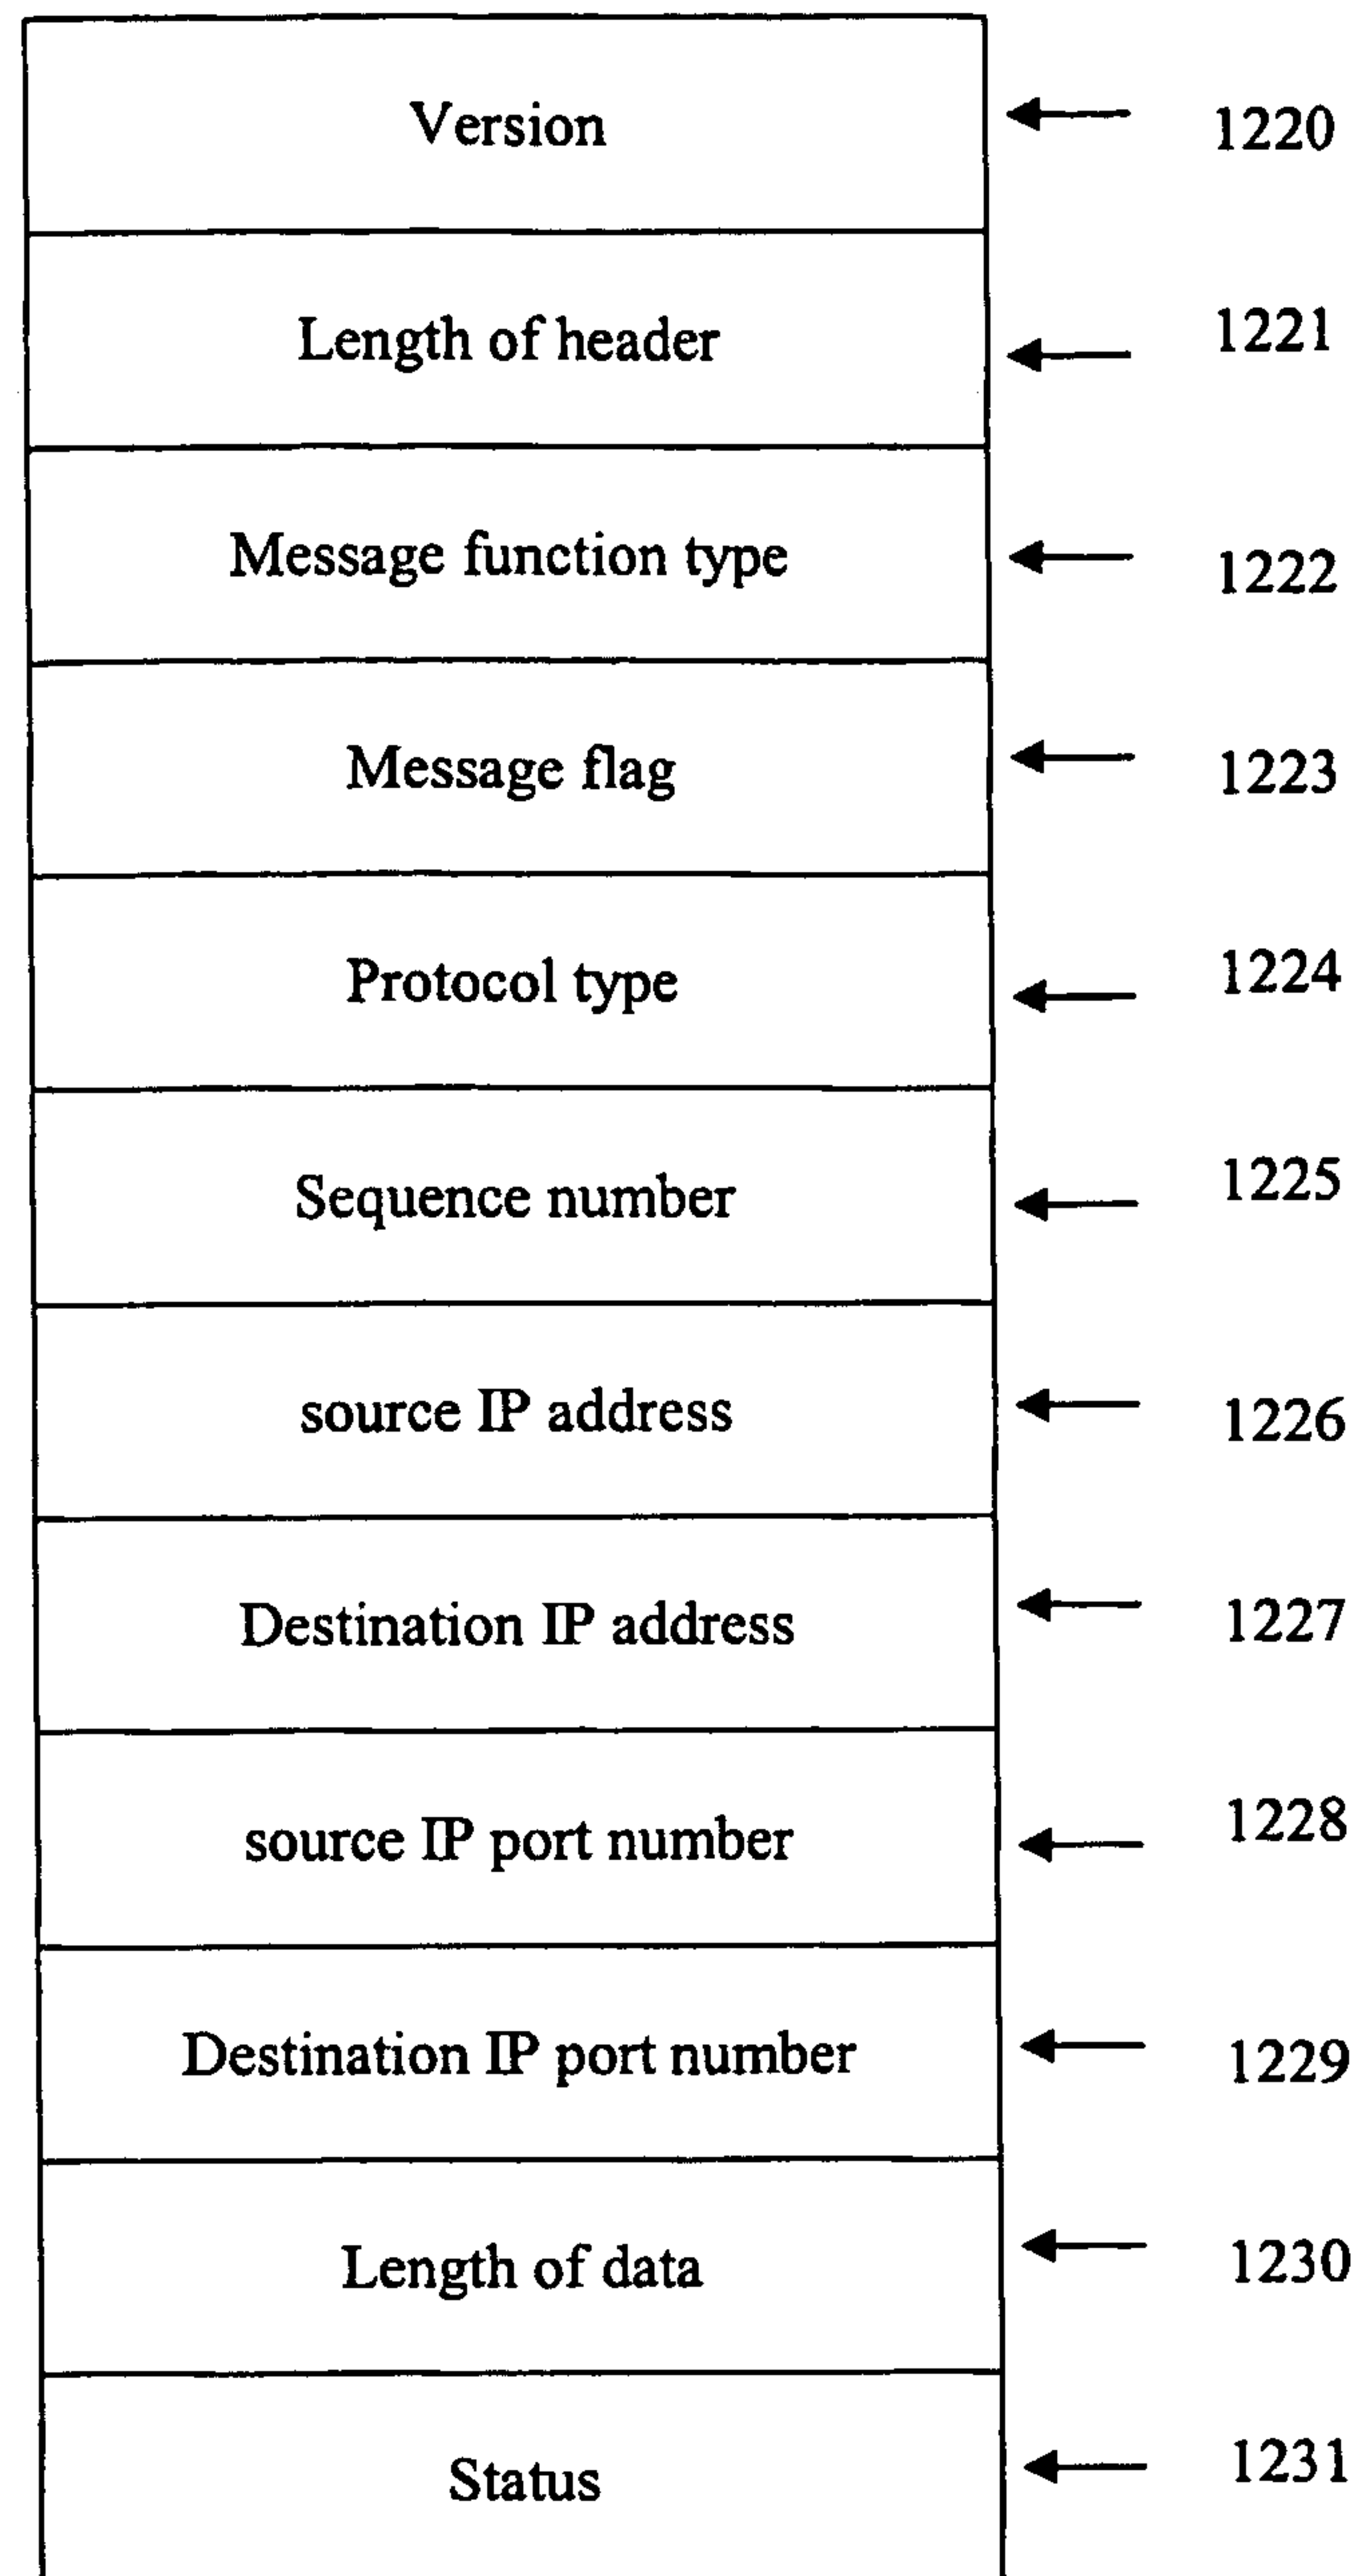 Version 1220
Length of header 1221
Message function type 1222
Message flag 1223
Protocol type 1224
Sequence number 1225
source IP address 1226
Destination IP address 1227
source IP port number 1228
Destination IP port number 1229
Length of data 1230
Status 1231